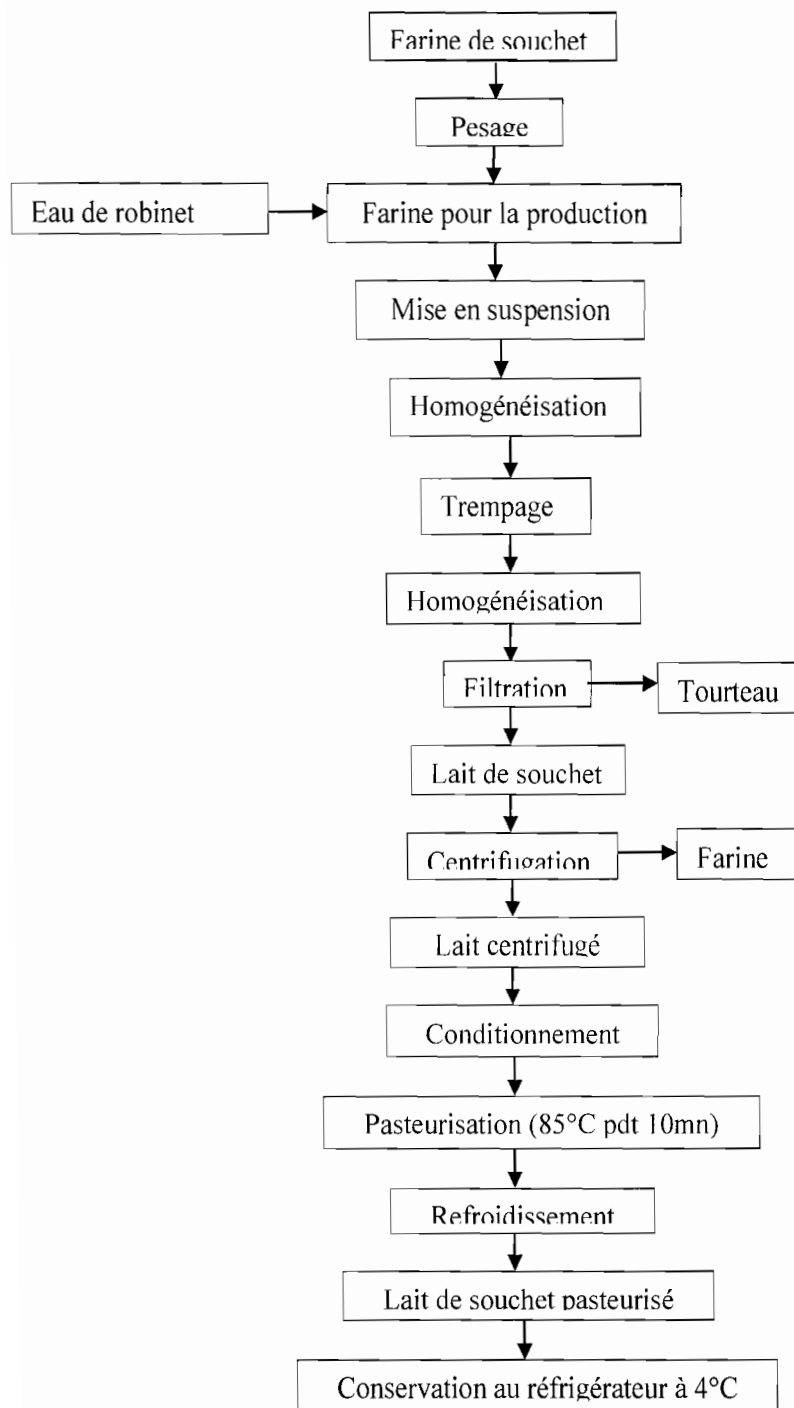 Farine de souchet
Pesage
Eau de robinet
Farine pour la production
Mise en suspension
Homogénéisation
Trempage
Homogénéisation
Filtration
Tourteau
Lait de souchet
Centrifugation
Farine
Lait centrifugé
Conditionnement
Pasteurisation (85°C pdt 10mn)
Refroidissement
Lait de souchet pasteurisé
Conservation au réfrigérateur à 4°C